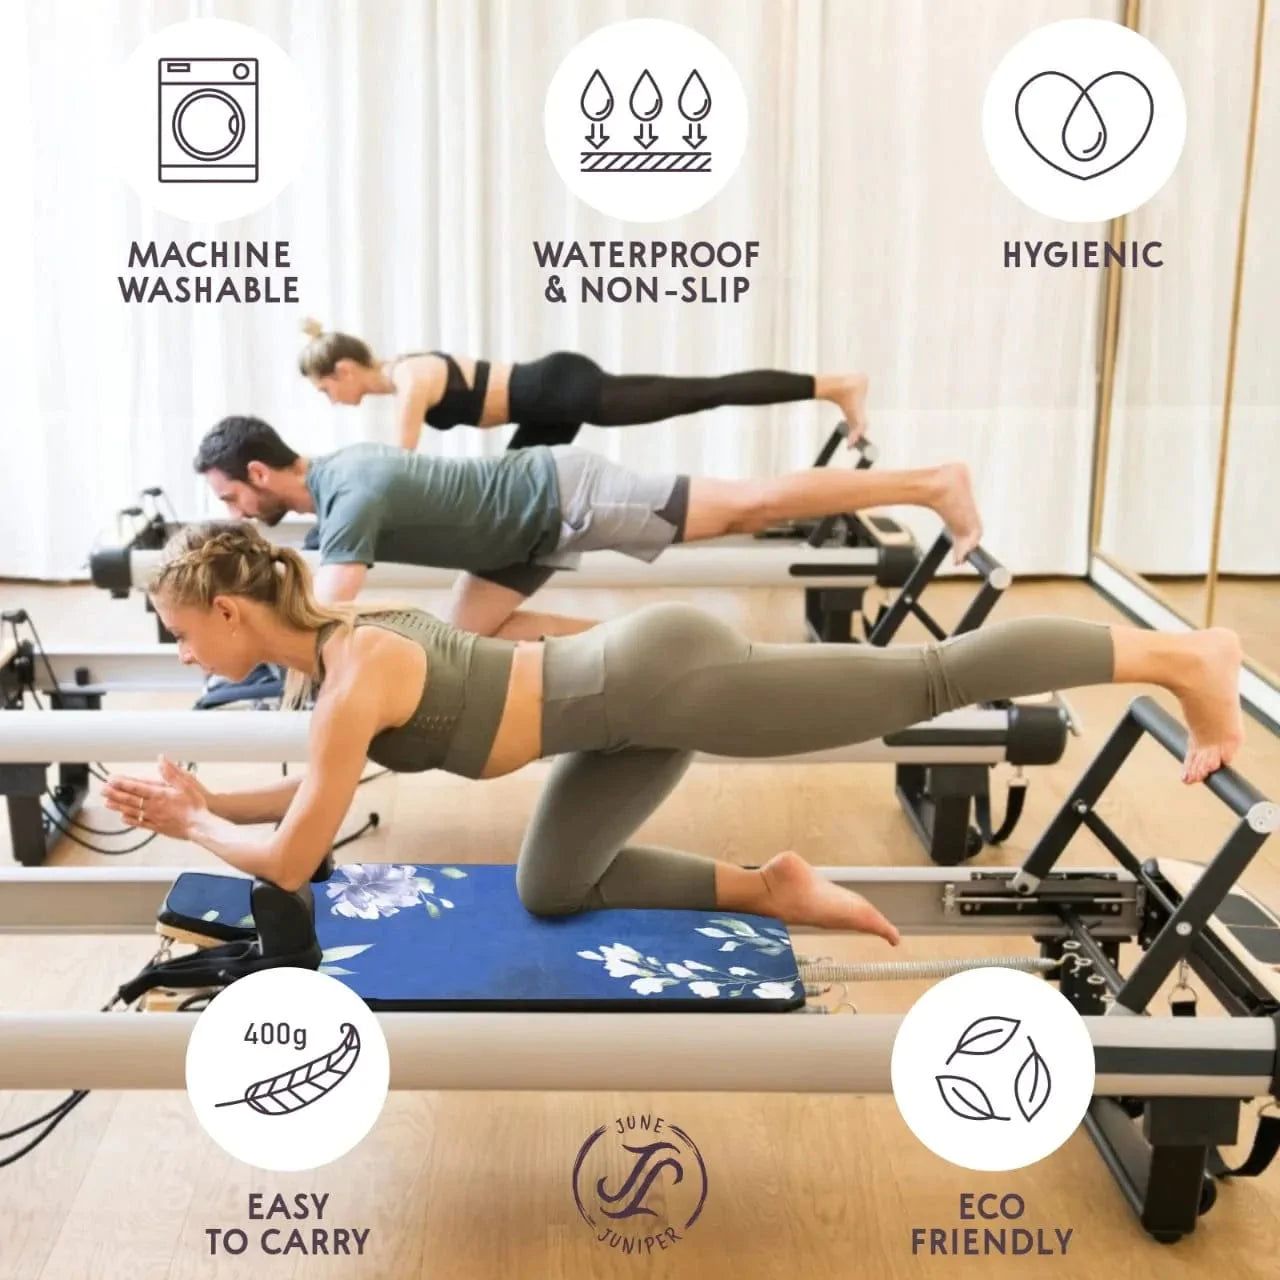 MACHINE
WASHABLE
WATERPROOF
& NON-SLIP
HYGIENIC
400g
EASY
TO CARRY
JUNE
JL
JUNIPER
ECO
FRIENDLY